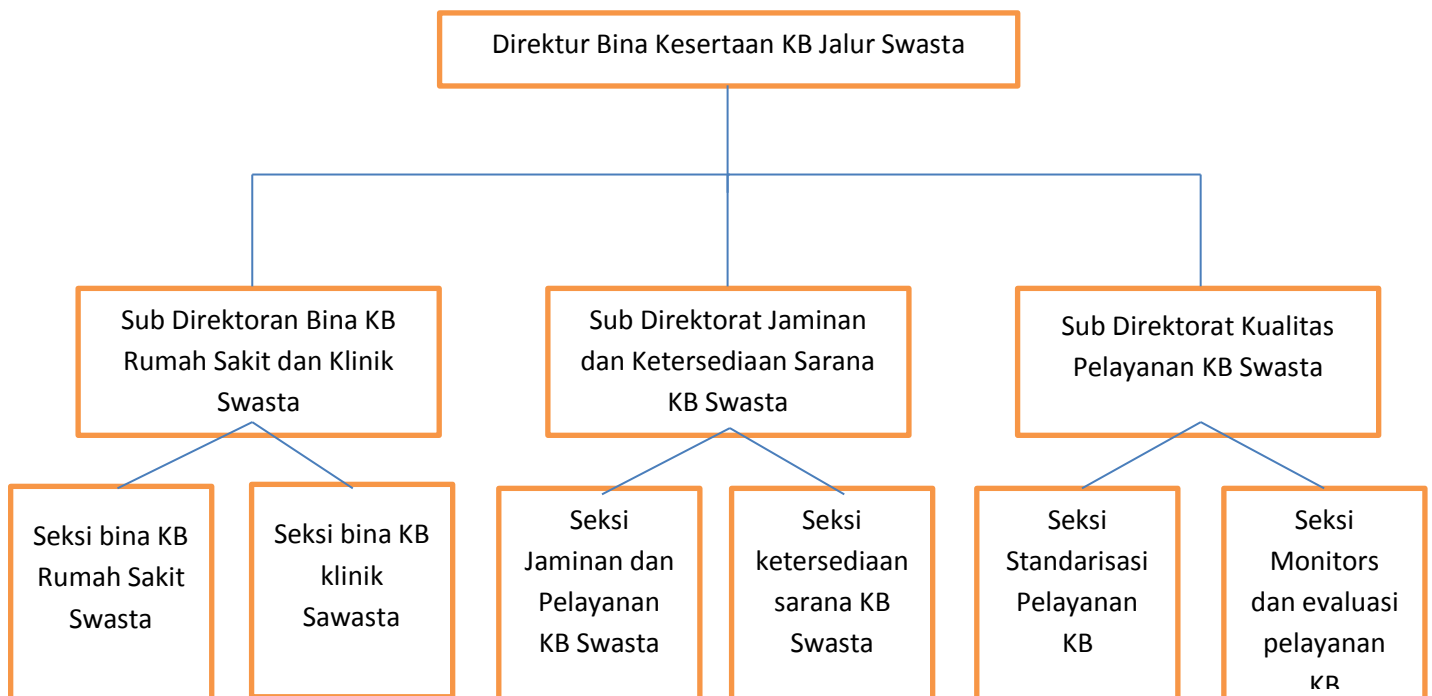 Direktur Bina Kesertaan KB Jalur Swasta
Sub Direktoran Bina KB
Rumah Sakit dan Klinik
Swasta
Sub Direktorat Jaminan
dan Ketersediaan Sarana
KB Swasta
Sub Direktorat Kualitas
Pelayanan KB Swasta
Seksi bina KB
Rumah Sakit
Swasta
Seksi bina KB
klinik
Sawasta
Seksi
Jaminan dan
Pelayanan
KB Swasta
Seksi
ketersediaan
sarana KB
Swasta
Seksi
Standarisasi
Pelayanan
KB
Seksi
Monitors
dan evaluasi
pelayanan
KB